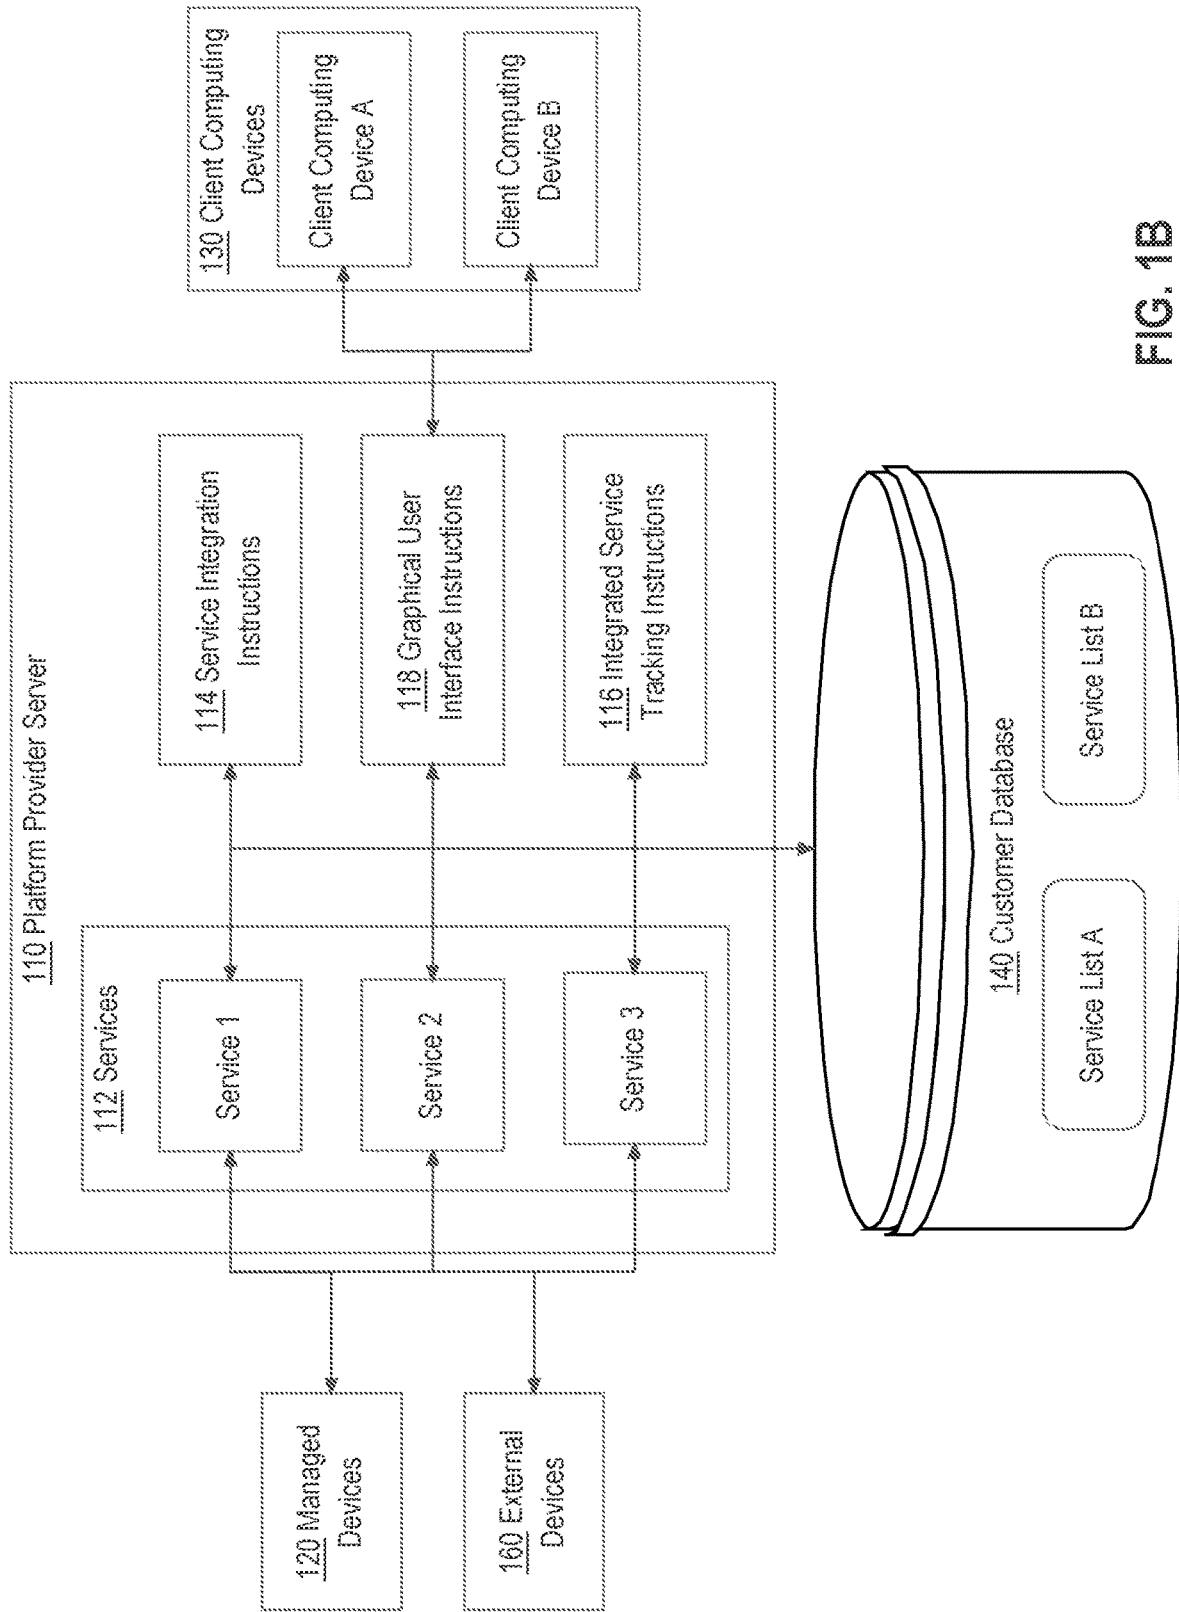 110 Platform Provider Server
112 Services
Service 1
Service 2
Service 3
114 Service Integration
Instructions
118 Graphical User
Interface Instructions
116 Integrated Service
Tracking Instructions
120 Managed
Devices
160 External
Devices
130 Client Computing
Devices
Client Computing
Device A
Client Computing
Device B
140 Customer Database
Service List A
Service List B
FIG. 1B